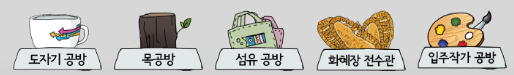 도자기 공방
목공방
섬유 공방
화혜장 전수관
입주작가 공방